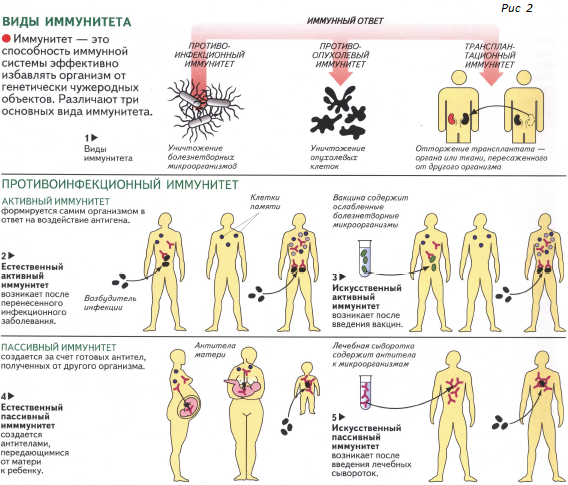 Рис 2
ВИДЫ ИММУНИТЕТА
Иммунитет — это
способность иммунной
системы эффективно
избавлять организм от
генетически чужеродных
объектов. Различают три
основных вида иммунитета.
1
Виды
иммунитета
ИММУННЫЙ ОТВЕТ
ПРОТИВО-
ИНФЕКЦИОННЫЙ
ИММУНИТЕТ
Уничтожение
болезнетворных
микроорганизмов
ПРОТИВО-
ОПУХОЛЕВЫЙ
ИММУНИТЕТ
Уничтожение
опухолевых
клеток
ТРАНСПЛАН-
ТАЦИОННЫЙ
ИММУНИТЕТ
Отторжение трансплантата —
органа или ткани, пересаженного
от другого организма
ПРОТИВОИНФЕКЦИОННЫЙ ИММУНИТЕТ
АКТИВНЫЙ ИММУНИТЕТ
формируется самим организмом в
ответ на воздействие антигена.
2
Естественный
активный
иммунитет
возникает после
перенесенного
инфекционного
заболевания.
Возбудитель
инфекции
Клетки
памяти
Вакцина содержит
ослабленные
болезнетворные
микроорганизмы
3
Искусственный
активный
иммунитет
возникает после
введения вакцин.
ПАССИВНЫЙ ИММУНИТЕТ
создается за счет готовых антител,
полученных от другого организма.
4
Естественный
пассивный
иммунитет
создается
антителами,
передающимися
от матери
к ребенку.
Антитела
матери
Лечебная сыворотка
содержит антитела
к микроорганизмам
5
Искусственный
пассивный
иммунитет
возникает после
введения лечебных
сывороток.